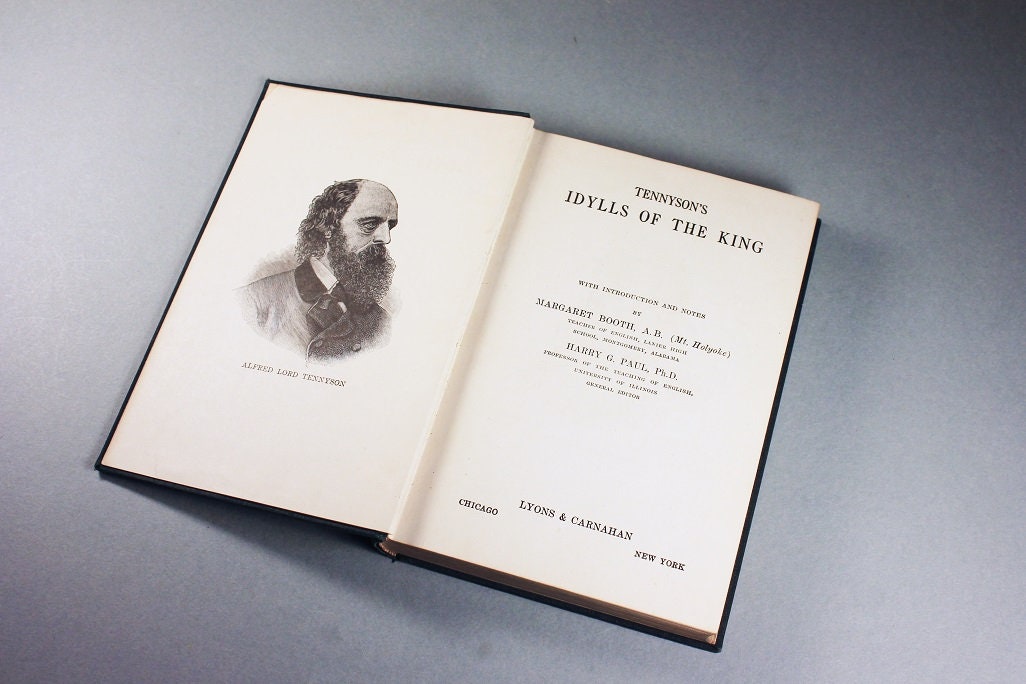 ALFRED LORD TENNYSON
TENNYSON'S
IDYLLS OF THE KING
WITH INTRODUCTION AND NOTES
BY
MARGARET BOOTH, A.B. (Mt. Holyoke)
TEACHER OF ENGLISH, LANIER HIGH
SCHOOL, MONTGOMERY, ALABAMA
HARRY G. PAUL, Ph.D.
PROFESSOR OF THE TEACHING OF ENGLISH,
UNIVERSITY OF ILLINOIS
GENERAL EDITOR
LYONS & CARNAHAN
CHICAGO NEW YORK